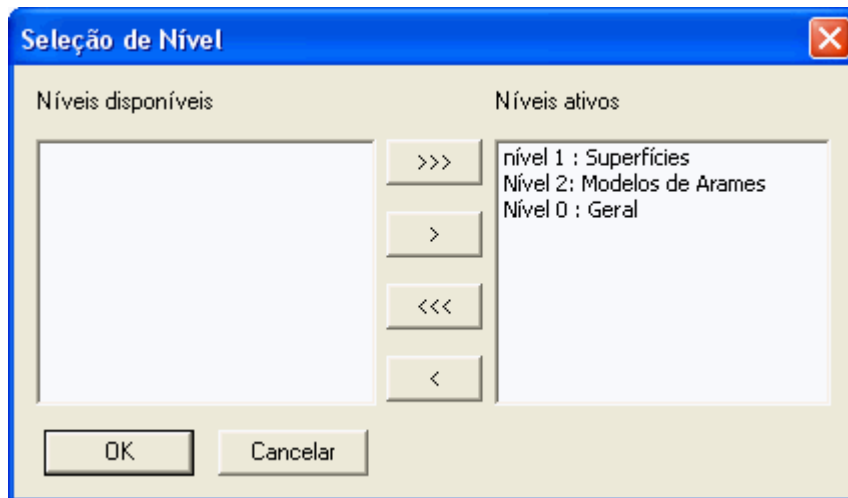 Seleção de Nível
Níveis disponíveis
Níveis ativos
>>>
>
<<<
<
nível 1 : Superfícies
Nível 2: Modelos de Arames
Nível 0 : Geral
OK
Cancelar